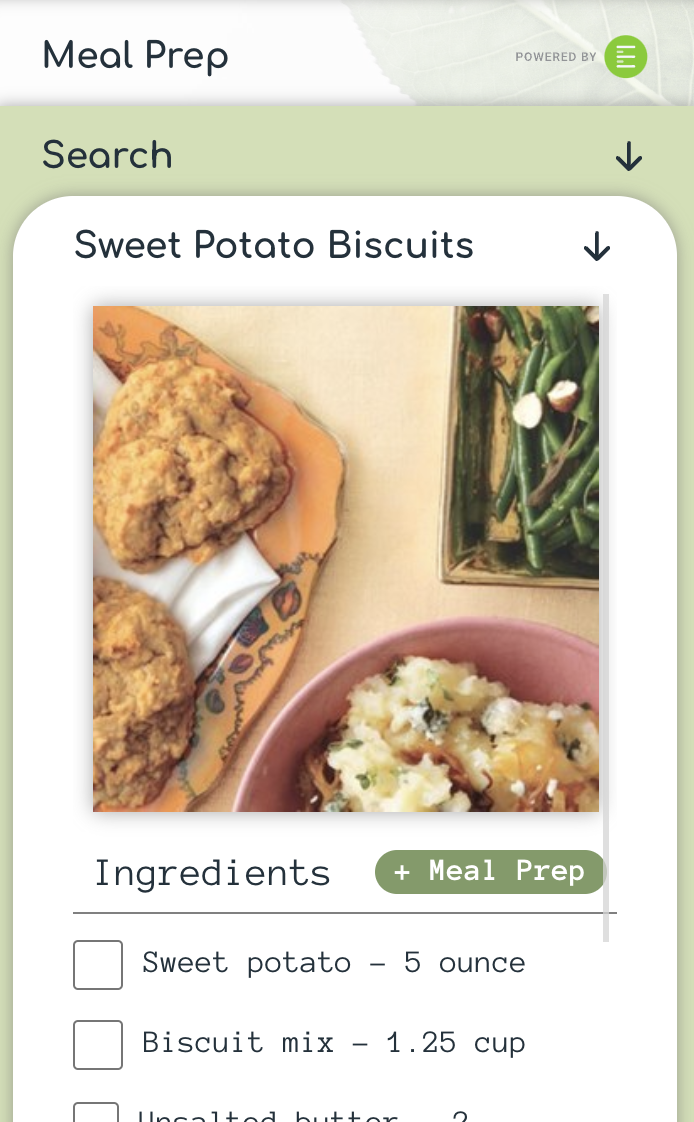 Meal Prep
POWERED BY
Search
Sweet Potato Biscuits
Ingredients
+ Meal Prep
Sweet potato – 5 ounce
Biscuit mix – 1.25 cup
Unsalted butter – 2